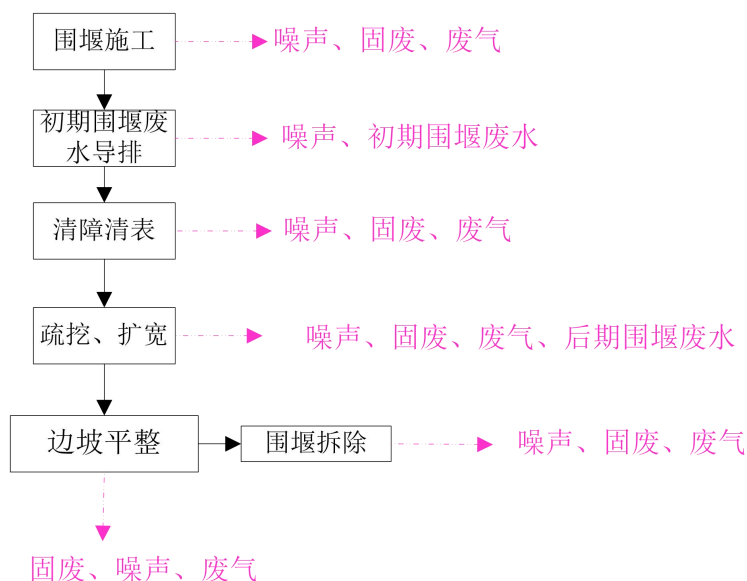 围堰施工
噪声、固废、废气
初期围堰废
水导排
噪声、初期围堰废水
清障清表
噪声、固废、废气
疏挖、扩宽
噪声、固废、废气、后期围堰废水
边坡平整
围堰拆除
噪声、固废、废气
固废、噪声、废气